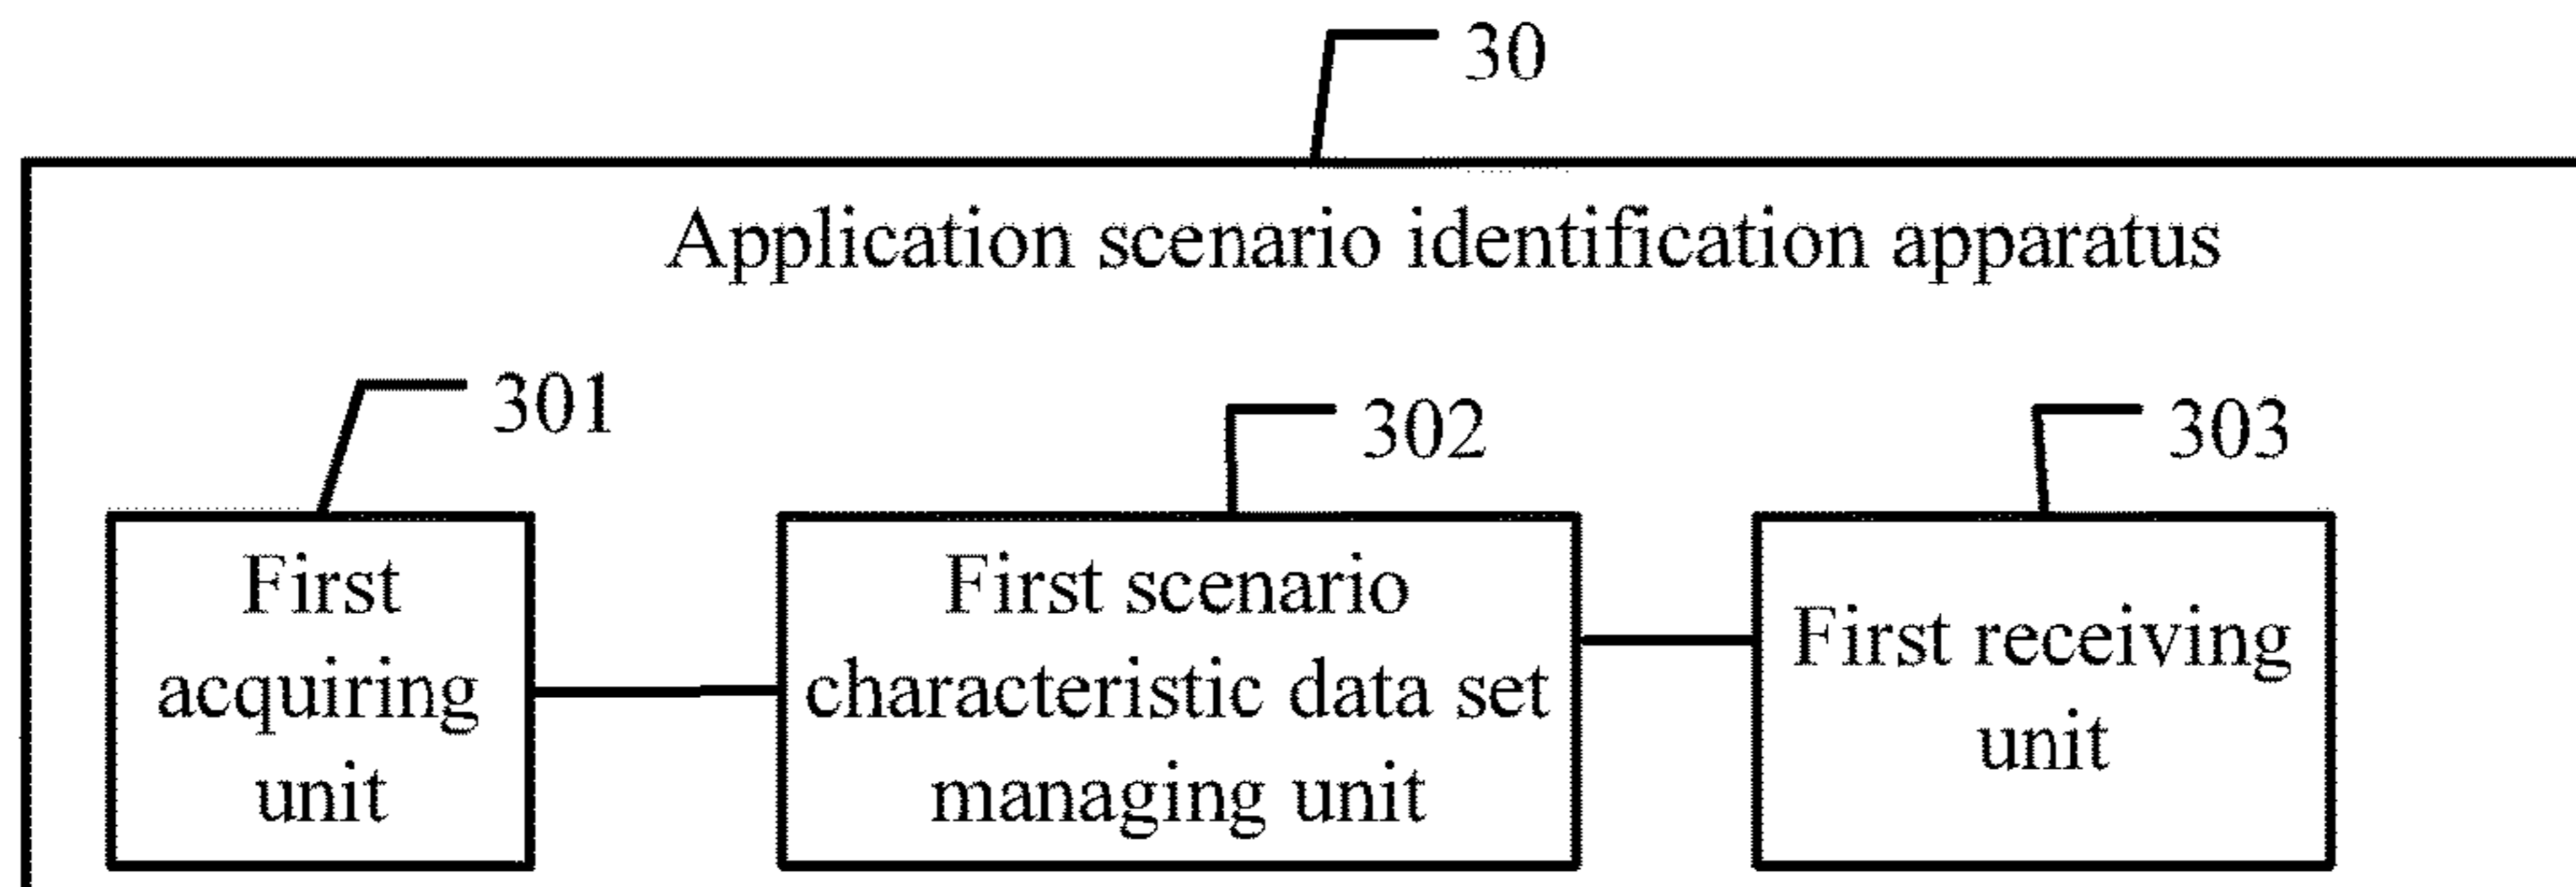 30
Application scenario identification apparatus
301
302
303
First
acquiring
unit
First scenario
characteristic data set
managing unit
First receiving
unit